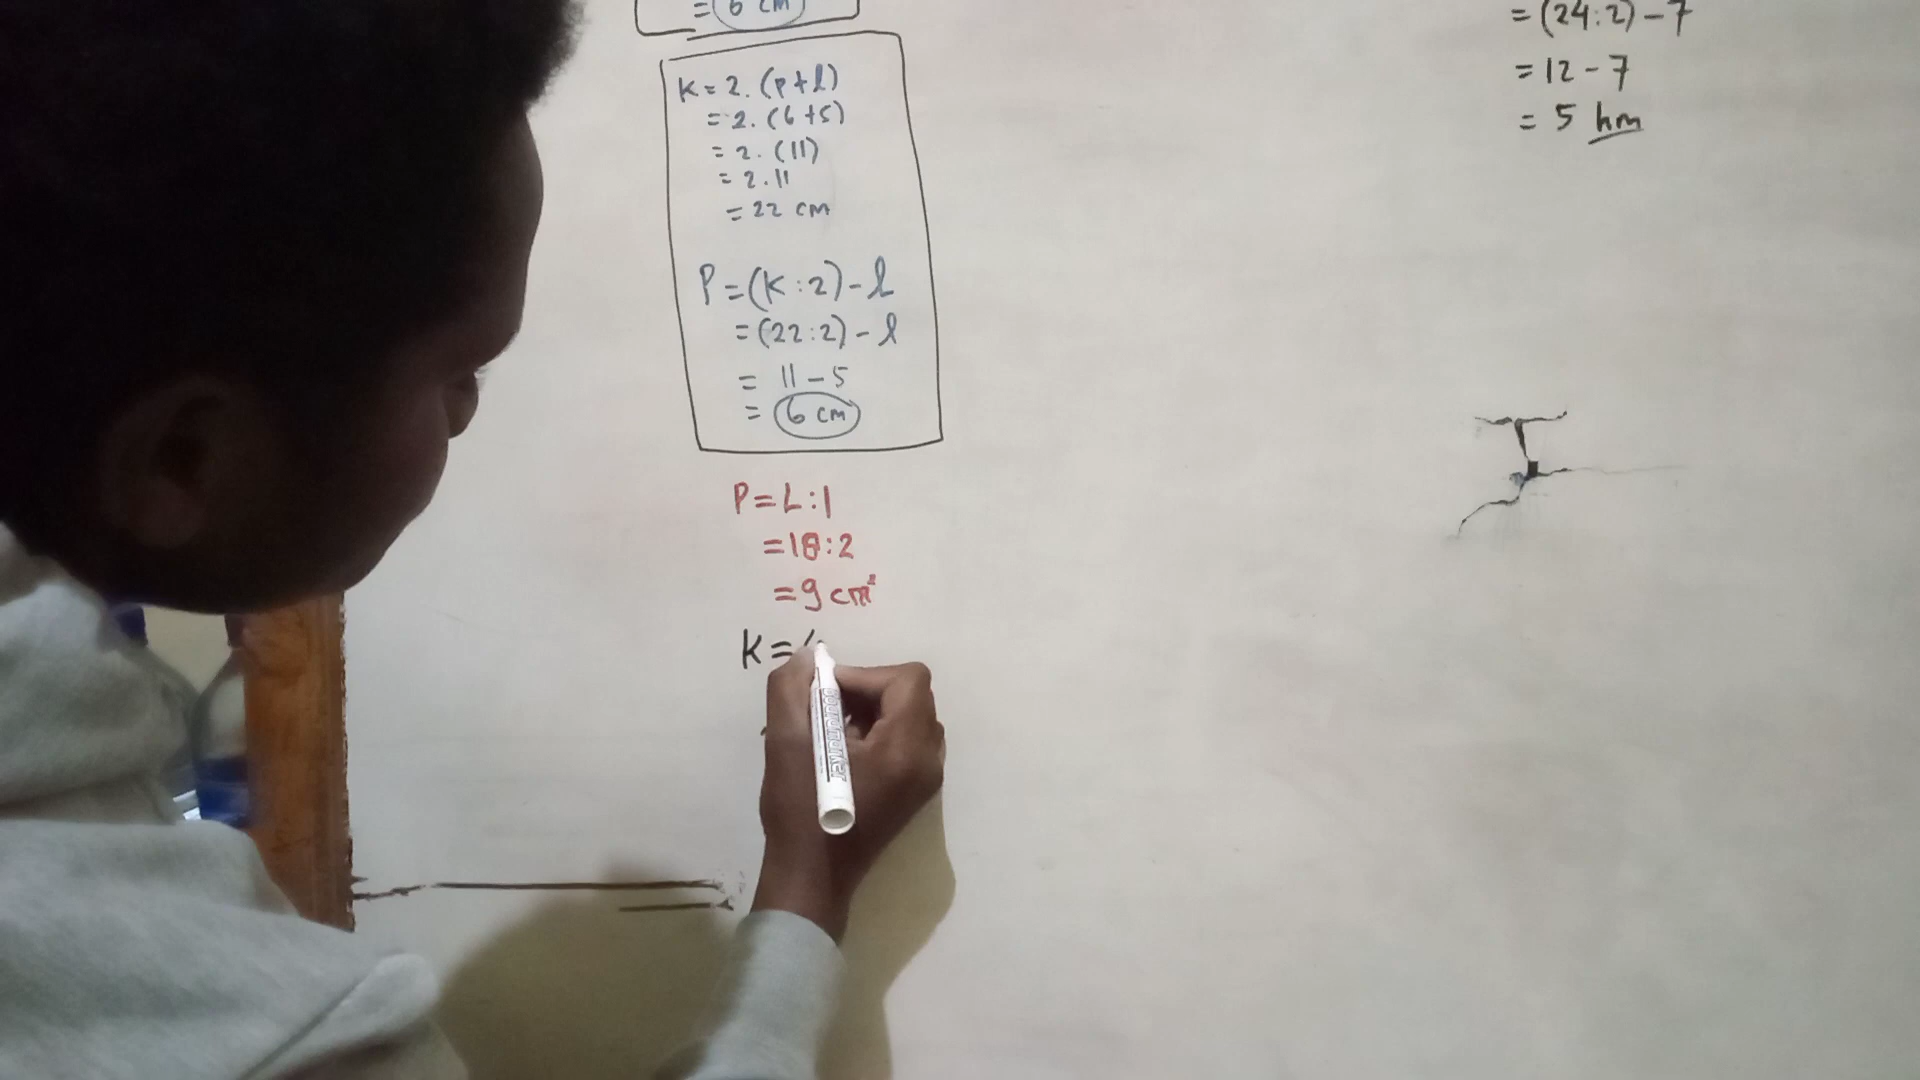 = 6 cm
K = 2. (P+l)
= 2. (6+5)
= 2. (11)
= 2.11
= 22 cm
P = (K:2) - l
= (22:2) - l
= 11 - 5
= 6 cm
P = L:l
= 18:2
= 9 cm²
K = (
= (24:2) - 7
= 12 - 7
= 5 hm